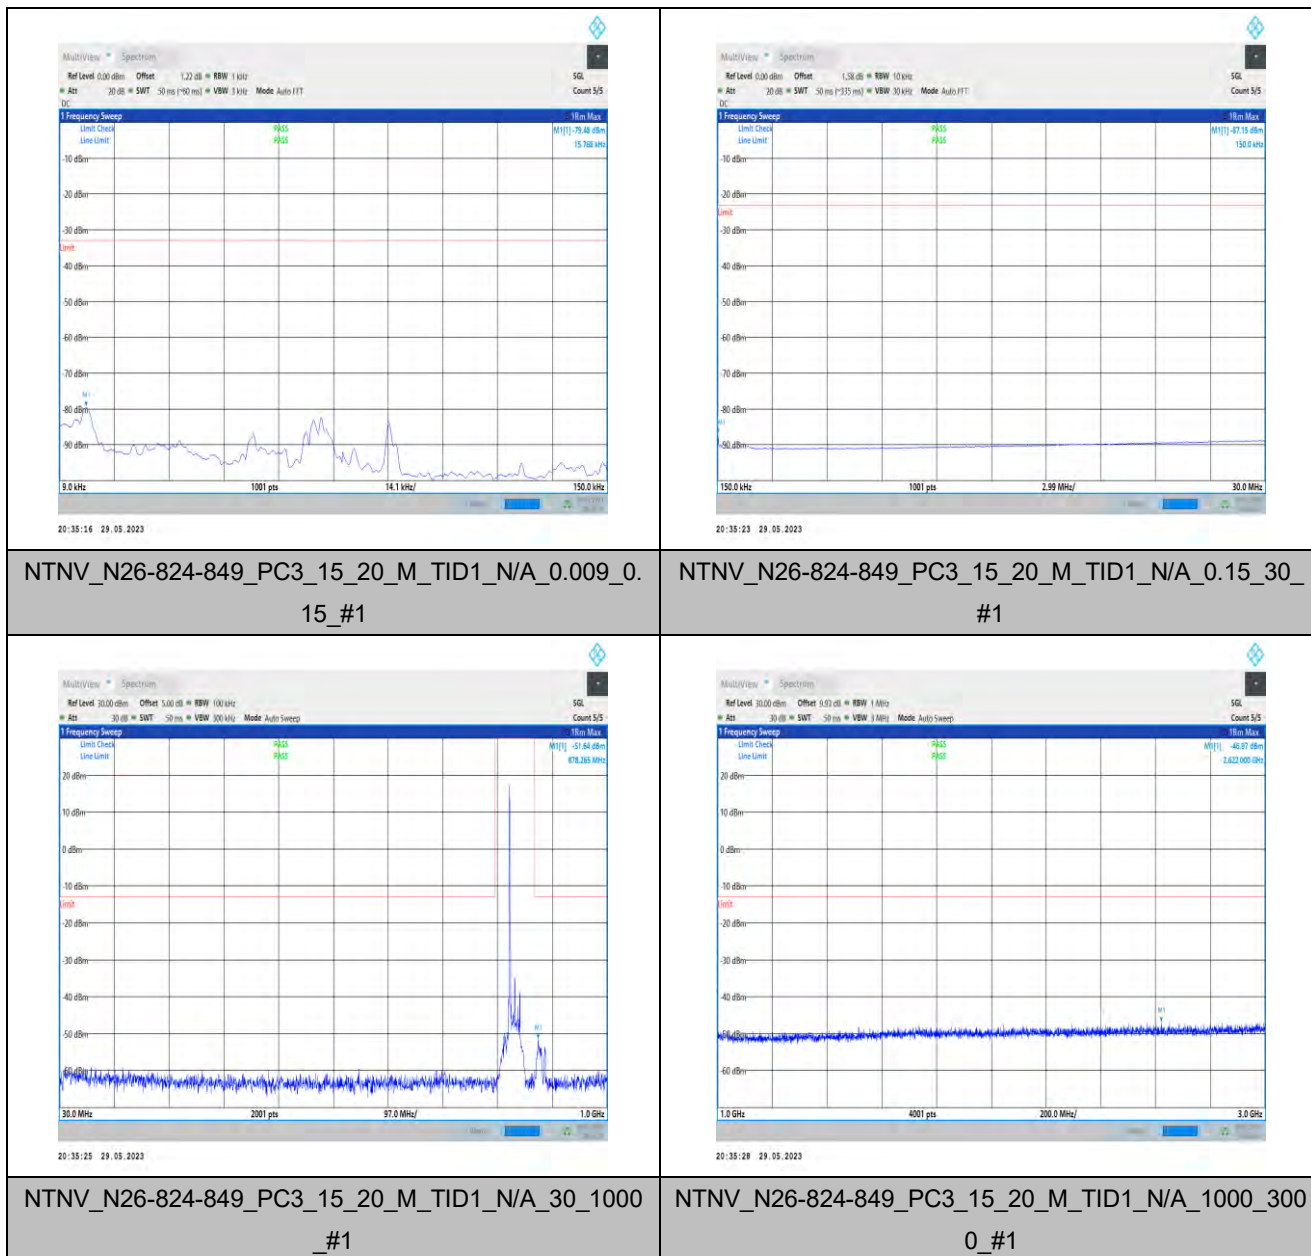 MultiView Spectrum
Ref Level 0.00 dBm Offset 1.22 dB RBW 1 kHz SGL
Att 20 dB SWT 50 ms (~60 ms) VBW 3 kHz Mode Auto FFT Count 5/5
DC
1 Frequency Sweep 1Rm Max
Limit Check PASS M1[1] -79.48 dBm
Line Limit PASS 15.768 kHz
-10 dBm
-20 dBm
-30 dBm
Limit
-40 dBm
-50 dBm
-60 dBm
-70 dBm
M1
-80 dBm
-90 dBm
9.0 kHz 1001 pts 14.1 kHz/ 150.0 kHz
20:35:16 29.05.2023
NTNV_N26-824-849_PC3_15_20_M_TID1_N/A_0.009_0.
15_#1
MultiView Spectrum
Ref Level 0.00 dBm Offset 1.58 dB RBW 10 kHz SGL
Att 20 dB SWT 50 ms (~335 ms) VBW 30 kHz Mode Auto FFT Count 5/5
DC
1 Frequency Sweep 1Rm Max
Limit Check PASS M1[1] -87.15 dBm
Line Limit PASS 150.0 kHz
-10 dBm
-20 dBm
Limit
-30 dBm
-40 dBm
-50 dBm
-60 dBm
-70 dBm
-80 dBm
M1
-90 dBm
150.0 kHz 1001 pts 2.99 MHz/ 30.0 MHz
20:35:23 29.05.2023
NTNV_N26-824-849_PC3_15_20_M_TID1_N/A_0.15_30_
#1
MultiView Spectrum
Ref Level 30.00 dBm Offset 5.00 dB RBW 100 kHz SGL
Att 30 dB SWT 50 ms VBW 300 kHz Mode Auto Sweep Count 5/5
1 Frequency Sweep 1Rm Max
Limit Check PASS M1[1] -51.64 dBm
Line Limit PASS 878.265 MHz
20 dBm
10 dBm
0 dBm
-10 dBm
Limit
-20 dBm
-30 dBm
-40 dBm
-50 dBm
M1
-60 dBm
30.0 MHz 2001 pts 97.0 MHz/ 1.0 GHz
20:35:25 29.05.2023
NTNV_N26-824-849_PC3_15_20_M_TID1_N/A_30_1000
_#1
MultiView Spectrum
Ref Level 30.00 dBm Offset 9.93 dB RBW 1 MHz SGL
Att 30 dB SWT 50 ms VBW 3 MHz Mode Auto Sweep Count 5/5
1 Frequency Sweep 1Rm Max
Limit Check PASS M1[1] -46.97 dBm
Line Limit PASS 2.622 000 GHz
20 dBm
10 dBm
0 dBm
-10 dBm
Limit
-20 dBm
-30 dBm
-40 dBm
M1
-50 dBm
-60 dBm
1.0 GHz 4001 pts 200.0 MHz/ 3.0 GHz
20:35:28 29.05.2023
NTNV_N26-824-849_PC3_15_20_M_TID1_N/A_1000_300
0_#1